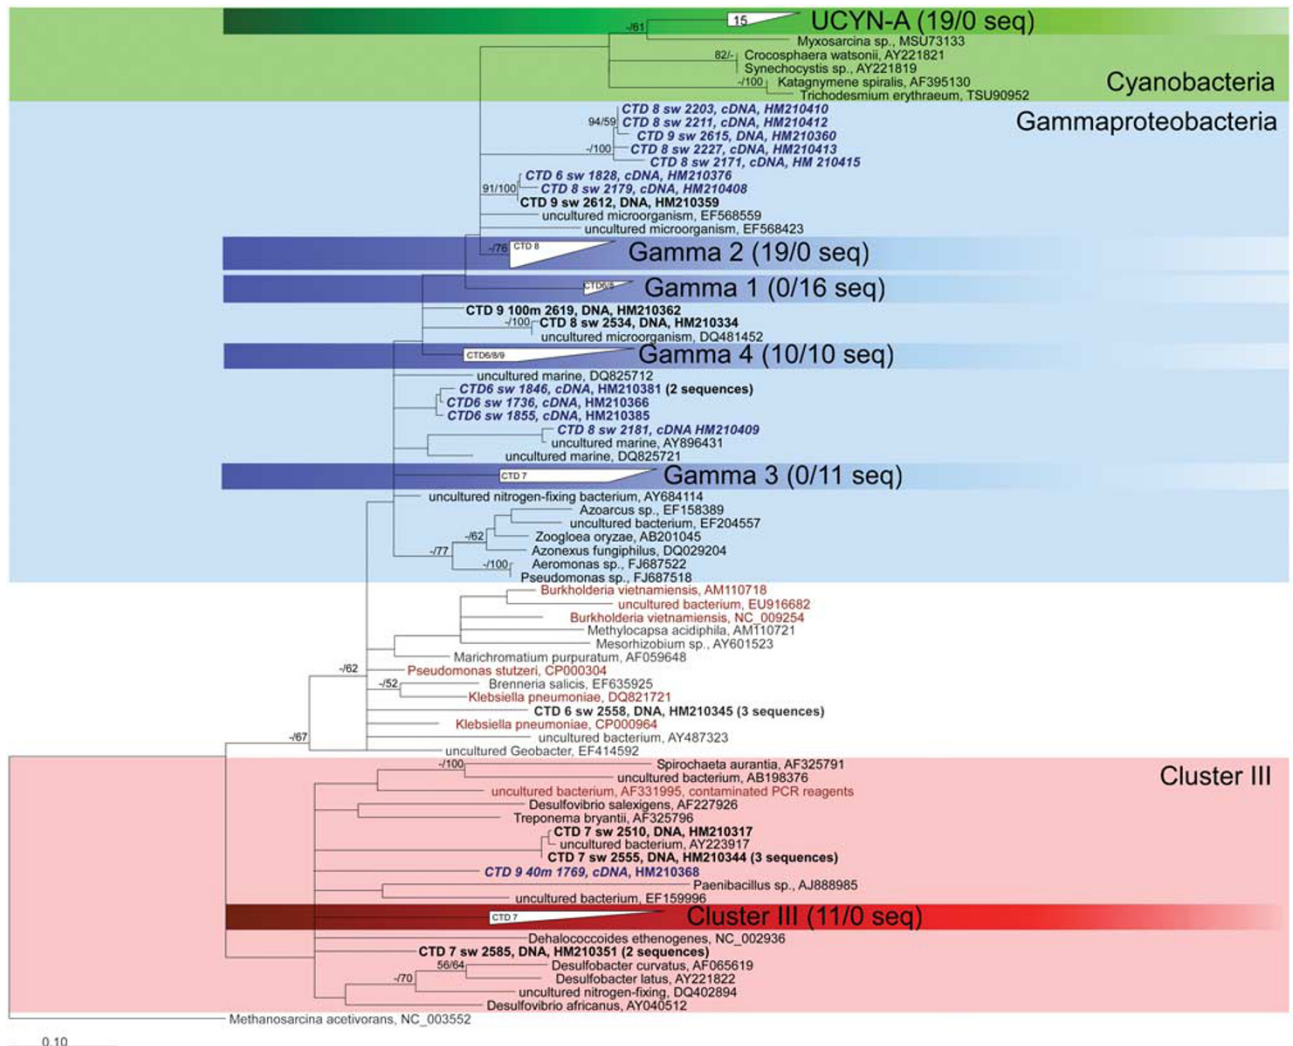 15
UCYN-A (19/0 seq)
-/61
Myxosarcina sp., MSU73133
82/-
Crocosphaera watsonii, AY221821
Synechocystis sp., AY221819
-/100
Katagnymene spiralis, AF395130
Cyanobacteria
Trichodesmium erythraeum, TSU90952
CTD 8 sw 2203, cDNA, HM210410
Gammaproteobacteria
94/59
CTD 8 sw 2211, cDNA, HM210412
CTD 9 sw 2615, DNA, HM210360
-/100
CTD 8 sw 2227, cDNA, HM210413
CTD 8 sw 2171, cDNA, HM 210415
CTD 6 sw 1828, cDNA, HM210376
91/100
CTD 8 sw 2179, cDNA, HM210408
CTD 9 sw 2612, DNA, HM210359
uncultured microorganism, EF568559
uncultured microorganism, EF568423
-/76
CTD 8
Gamma 2 (19/0 seq)
CTD6/8
Gamma 1 (0/16 seq)
CTD 9 100m 2619, DNA, HM210362
-/100
CTD 8 sw 2534, DNA, HM210334
uncultured microorganism, DQ481452
CTD6/8/9
Gamma 4 (10/10 seq)
uncultured marine, DQ825712
CTD6 sw 1846, cDNA, HM210381 (2 sequences)
CTD6 sw 1736, cDNA, HM210366
CTD6 sw 1855, cDNA, HM210385
CTD 8 sw 2181, cDNA HM210409
uncultured marine, AY896431
uncultured marine, DQ825721
CTD 7
Gamma 3 (0/11 seq)
uncultured nitrogen-fixing bacterium, AY684114
Azoarcus sp., EF158389
uncultured bacterium, EF204557
-/62
Zoogloea oryzae, AB201045
-/77
Azonexus fungiphilus, DQ029204
-/100
Aeromonas sp., FJ687522
Pseudomonas sp., FJ687518
Burkholderia vietnamiensis, AM110718
uncultured bacterium, EU916682
Burkholderia vietnamiensis, NC_009254
Methylocapsa acidiphila, AM110721
Mesorhizobium sp., AY601523
Marichromatium purpuratum, AF059648
-/62
Pseudomonas stutzeri, CP000304
-/52
Brenneria salicis, EF635925
Klebsiella pneumoniae, DQ821721
CTD 6 sw 2558, DNA, HM210345 (3 sequences)
Klebsiella pneumoniae, CP000964
-/67
uncultured bacterium, AY487323
uncultured Geobacter, EF414592
-/100
Spirochaeta aurantia, AF325791
Cluster III
uncultured bacterium, AB198376
uncultured bacterium, AF331995, contaminated PCR reagents
Desulfovibrio salexigens, AF227926
Treponema bryantii, AF325796
CTD 7 sw 2510, DNA, HM210317
uncultured bacterium, AY223917
CTD 7 sw 2555, DNA, HM210344 (3 sequences)
CTD 9 40m 1769, cDNA, HM210368
Paenibacillus sp., AJ888985
uncultured bacterium, EF159996
CTD 7
Cluster III (11/0 seq)
Dehalococcoides ethenogenes, NC_002936
CTD 7 sw 2585, DNA, HM210351 (2 sequences)
56/64
Desulfobacter curvatus, AF065619
-/70
Desulfobacter latus, AY221822
uncultured nitrogen-fixing, DQ402894
Desulfovibrio africanus, AY040512
Methanosarcina acetivorans, NC_003552
0.10